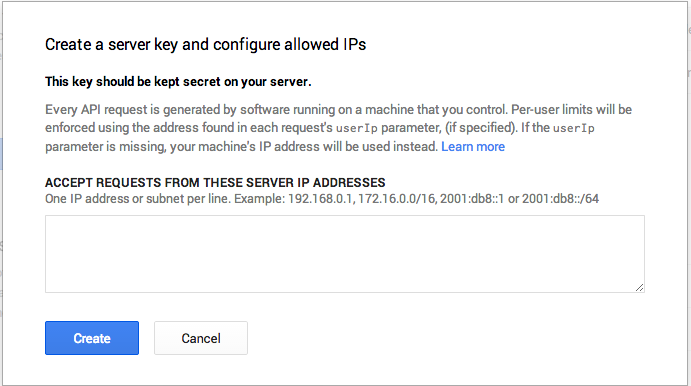 Create a server key and configure allowed IPs
This key should be kept secret on your server.
Every API request is generated by software running on a machine that you control. Per-user limits will be
enforced using the address found in each request's userIp parameter, (if specified). If the userIp
parameter is missing, your machine's IP address will be used instead. Learn more
ACCEPT REQUESTS FROM THESE SERVER IP ADDRESSES
One IP address or subnet per line. Example: 192.168.0.1, 172.16.0.0/16, 2001:db8::1 or 2001:db8::/64
Create
Cancel